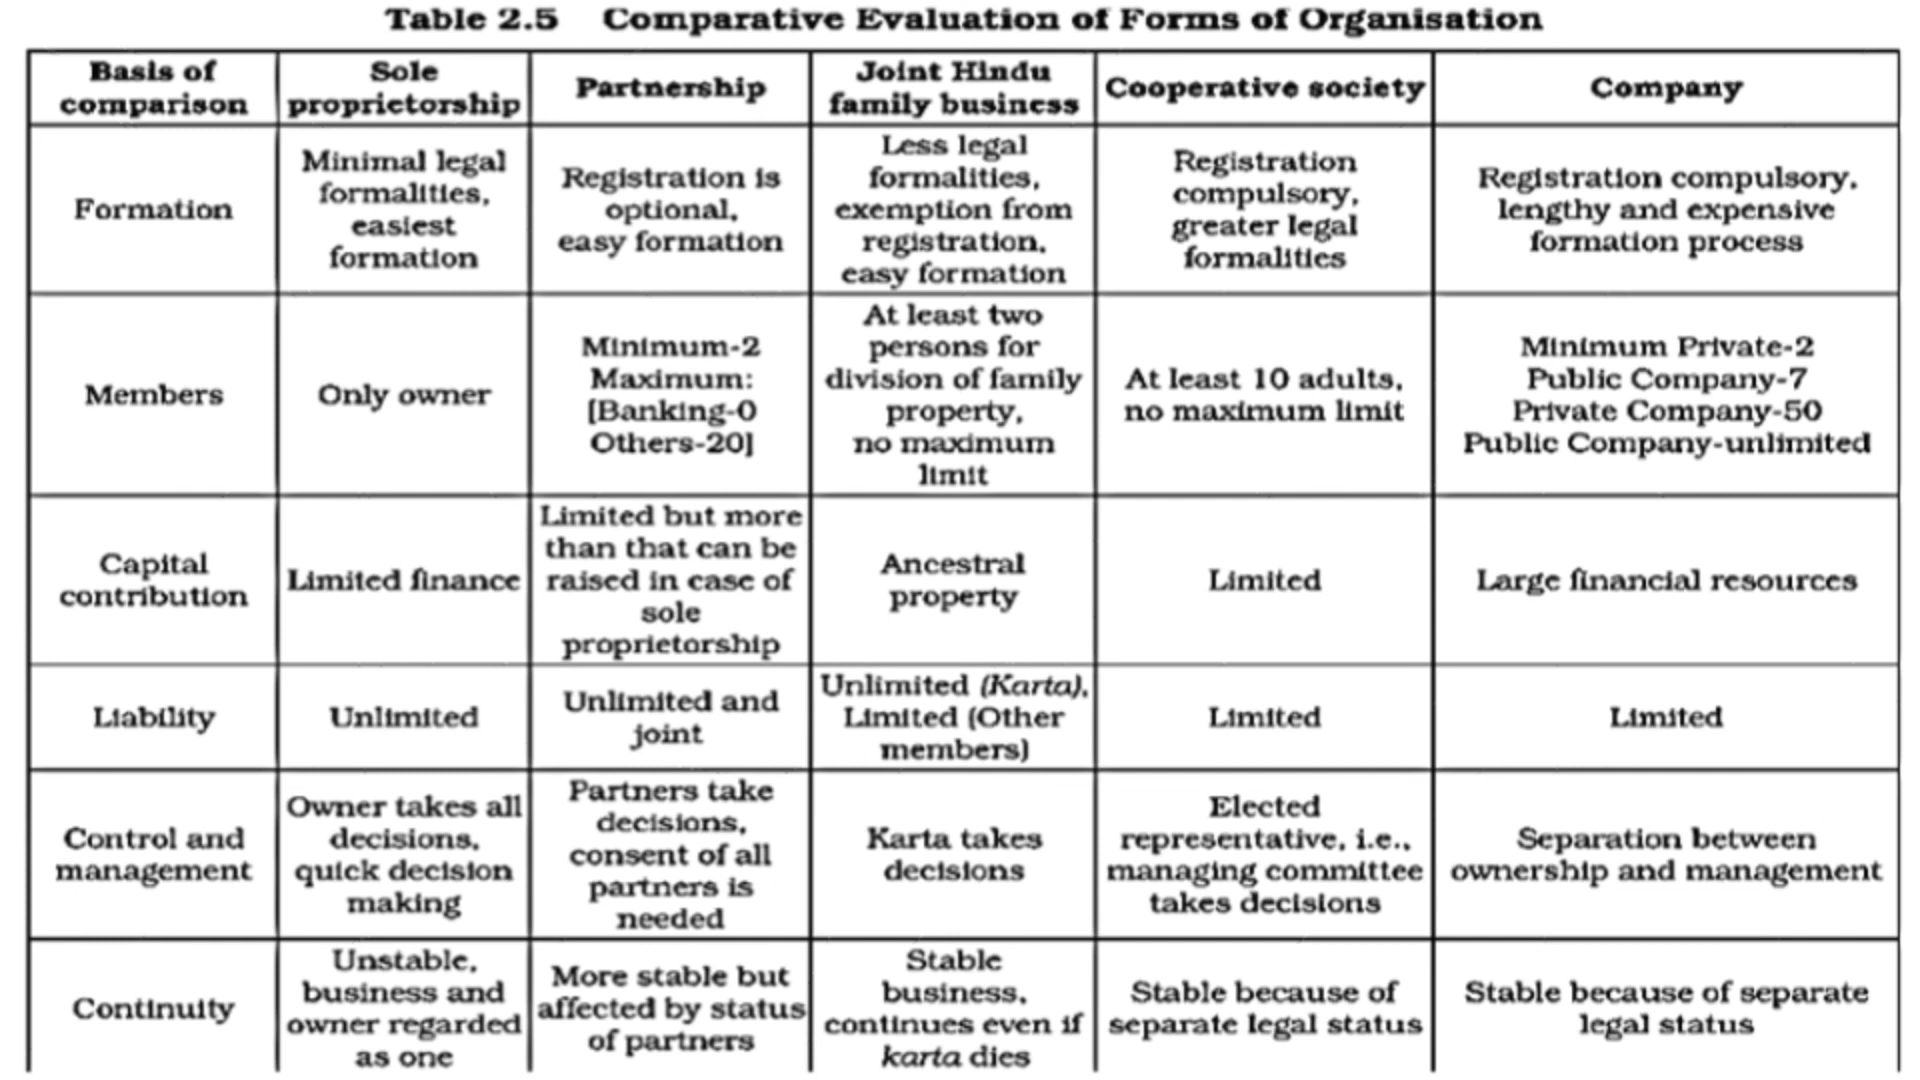 Table 2.5 Comparative Evaluation of Forms of Organisation
Basis of
comparison
Sole
proprietorship
Partnership
Joint Hindu
family business
Cooperative society
Company
Formation
Minimal legal
formalities,
easiest
formation
Registration is
optional,
easy formation
Less legal
formalities,
exemption from
registration,
easy formation
Registration
compulsory,
greater legal
formalities
Registration compulsory,
lengthy and expensive
formation process
Members
Only owner
Minimum-2
Maximum:
[Banking-0
Others-20]
At least two
persons for
division of family
property,
no maximum
limit
At least 10 adults,
no maximum limit
Minimum Private-2
Public Company-7
Private Company-50
Public Company-unlimited
Capital
contribution
Limited finance
Limited but more
than that can be
raised in case of
sole
proprietorship
Ancestral
property
Limited
Large financial resources
Liability
Unlimited
Unlimited and
joint
Unlimited (Karta),
Limited (Other
members)
Limited
Limited
Control and
management
Owner takes all
decisions,
quick decision
making
Partners take
decisions,
consent of all
partners is
needed
Karta takes
decisions
Elected
representative, i.e.,
managing committee
takes decisions
Separation between
ownership and management
Continuity
Unstable,
business and
owner regarded
as one
More stable but
affected by status
of partners
Stable
business,
continues even if
karta dies
Stable because of
separate legal status
Stable because of separate
legal status